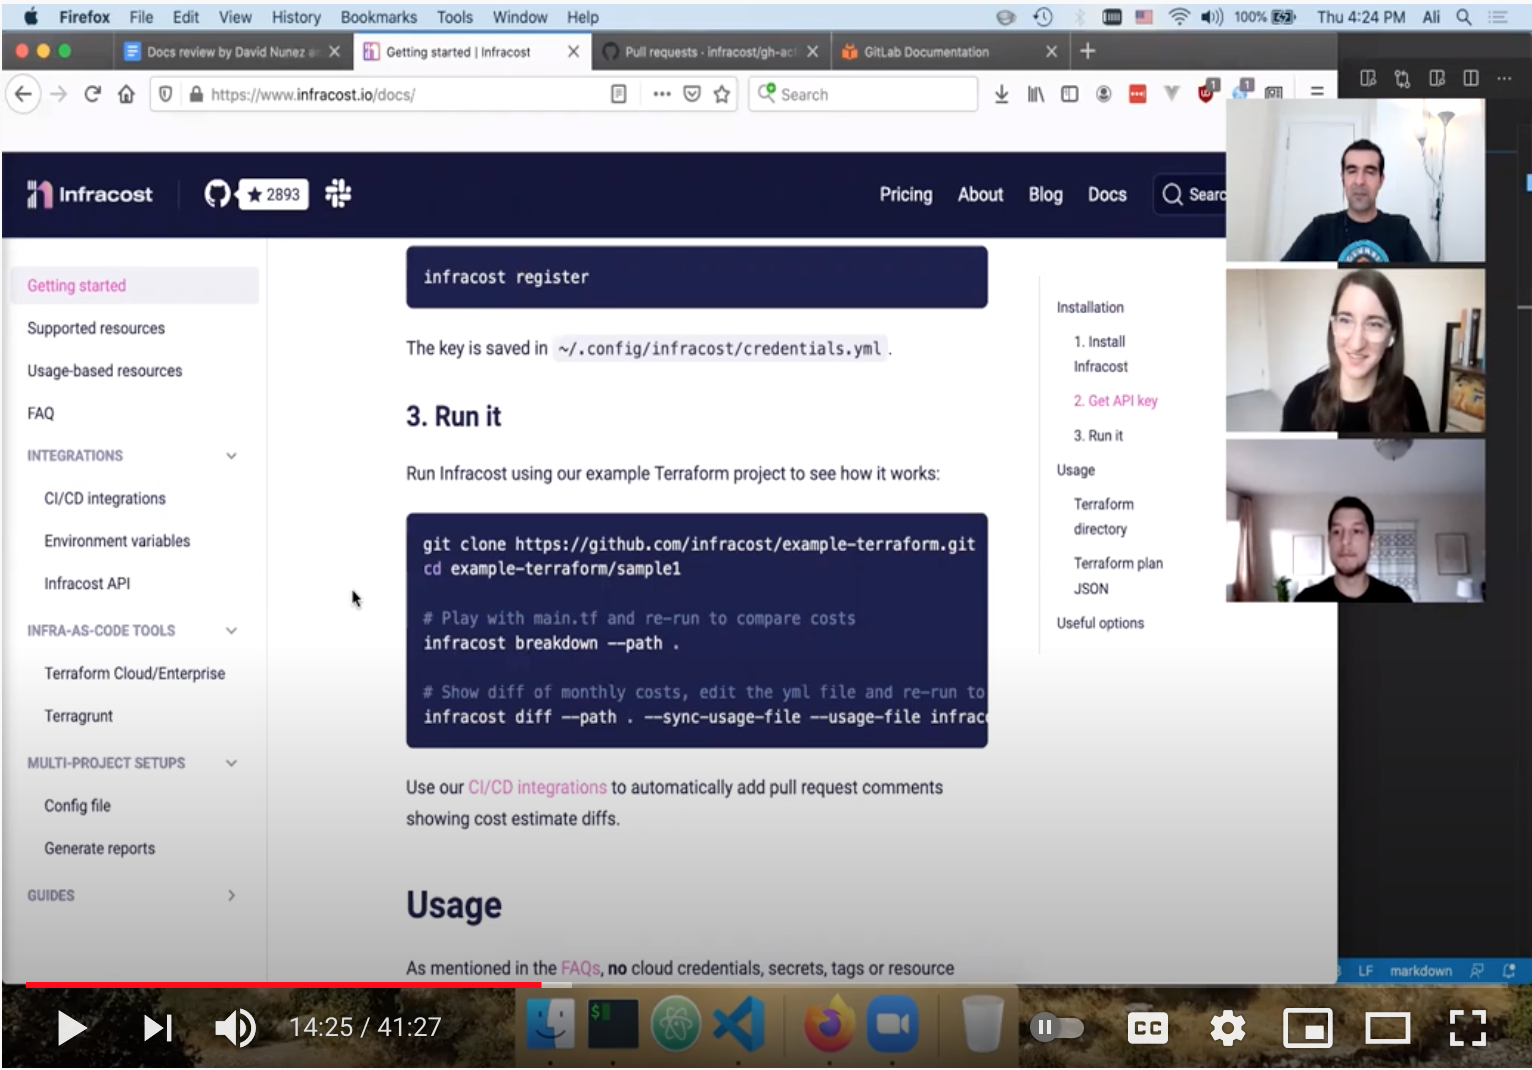 Firefox File Edit View History Bookmarks Tools Window Help 100% Thu 4:24 PM Ali
Docs review by David Nunez
Getting started | Infracost
Pull requests · infracost/gh-act
GitLab Documentation
https://www.infracost.io/docs/
Search
1
1
Infracost
2893
Pricing About Blog Docs Searc
Getting started
Supported resources
Usage-based resources
FAQ
INTEGRATIONS
CI/CD integrations
Environment variables
Infracost API
INFRA-AS-CODE TOOLS
Terraform Cloud/Enterprise
Terragrunt
MULTI-PROJECT SETUPS
Config file
Generate reports
GUIDES
infracost register
The key is saved in ~/.config/infracost/credentials.yml .
3. Run it
Run Infracost using our example Terraform project to see how it works:
git clone https://github.com/infracost/example-terraform.git
cd example-terraform/sample1
# Play with main.tf and re-run to compare costs
infracost breakdown --path .
# Show diff of monthly costs, edit the yml file and re-run to
infracost diff --path . --sync-usage-file --usage-file infrac
Use our CI/CD integrations to automatically add pull request comments
showing cost estimate diffs.
Usage
As mentioned in the FAQs, no cloud credentials, secrets, tags or resource
Installation
1. Install
Infracost
2. Get API key
3. Run it
Usage
Terraform
directory
Terraform plan
JSON
Useful options
LF markdown
14:25 / 41:27
$
CC